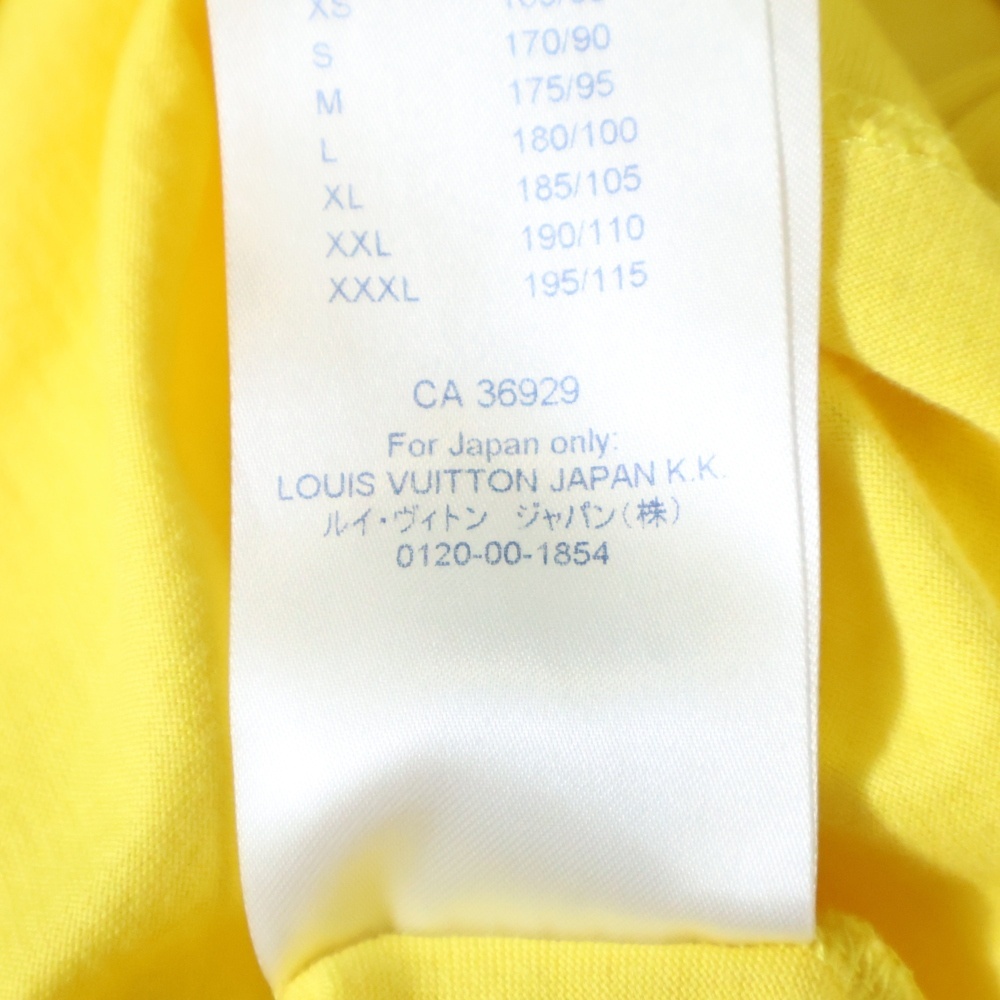 XS
S 170/90
M 175/95
L 180/100
XL 185/105
XXL 190/110
XXXL 195/115
CA 36929
For Japan only:
LOUIS VUITTON JAPAN K.K.
ルイ・ヴィトン ジャパン(株)
0120-00-1854